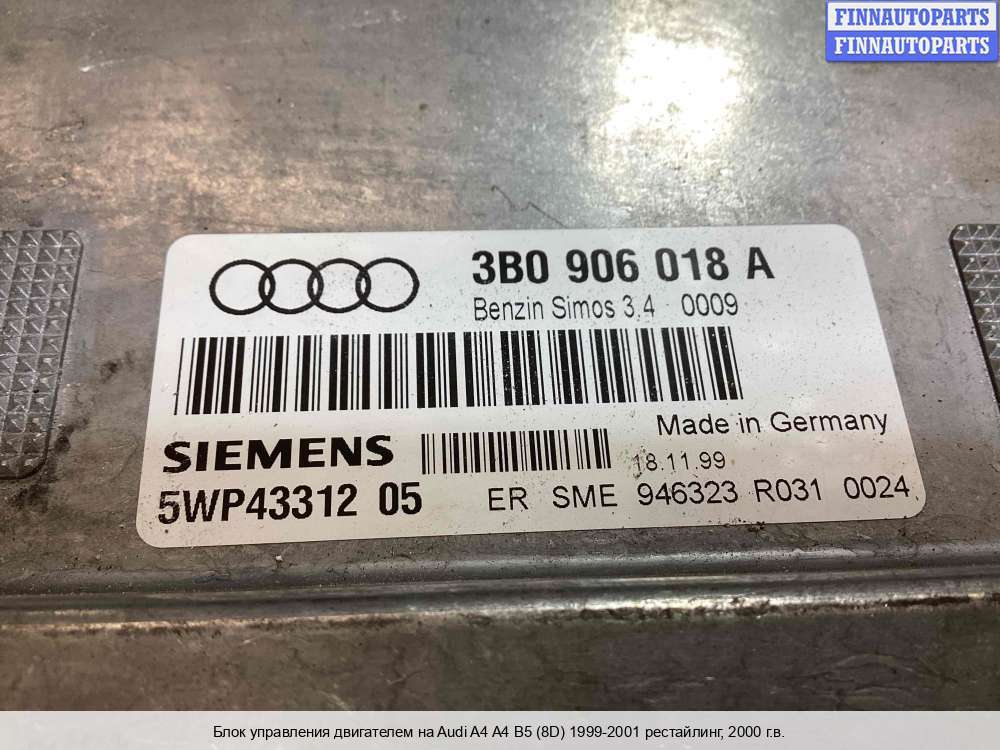 FINNAUTOPARTS
FINNAUTOPARTS
3B0 906 018 A
Benzin Simos 3.4 0009
Made in Germany
SIEMENS
18.11.99
5WP43312 05
ER SME 946323 R031 0024
Блок управления двигателем на Audi A4 A4 B5 (8D) 1999-2001 рестайлинг, 2000 г.в.